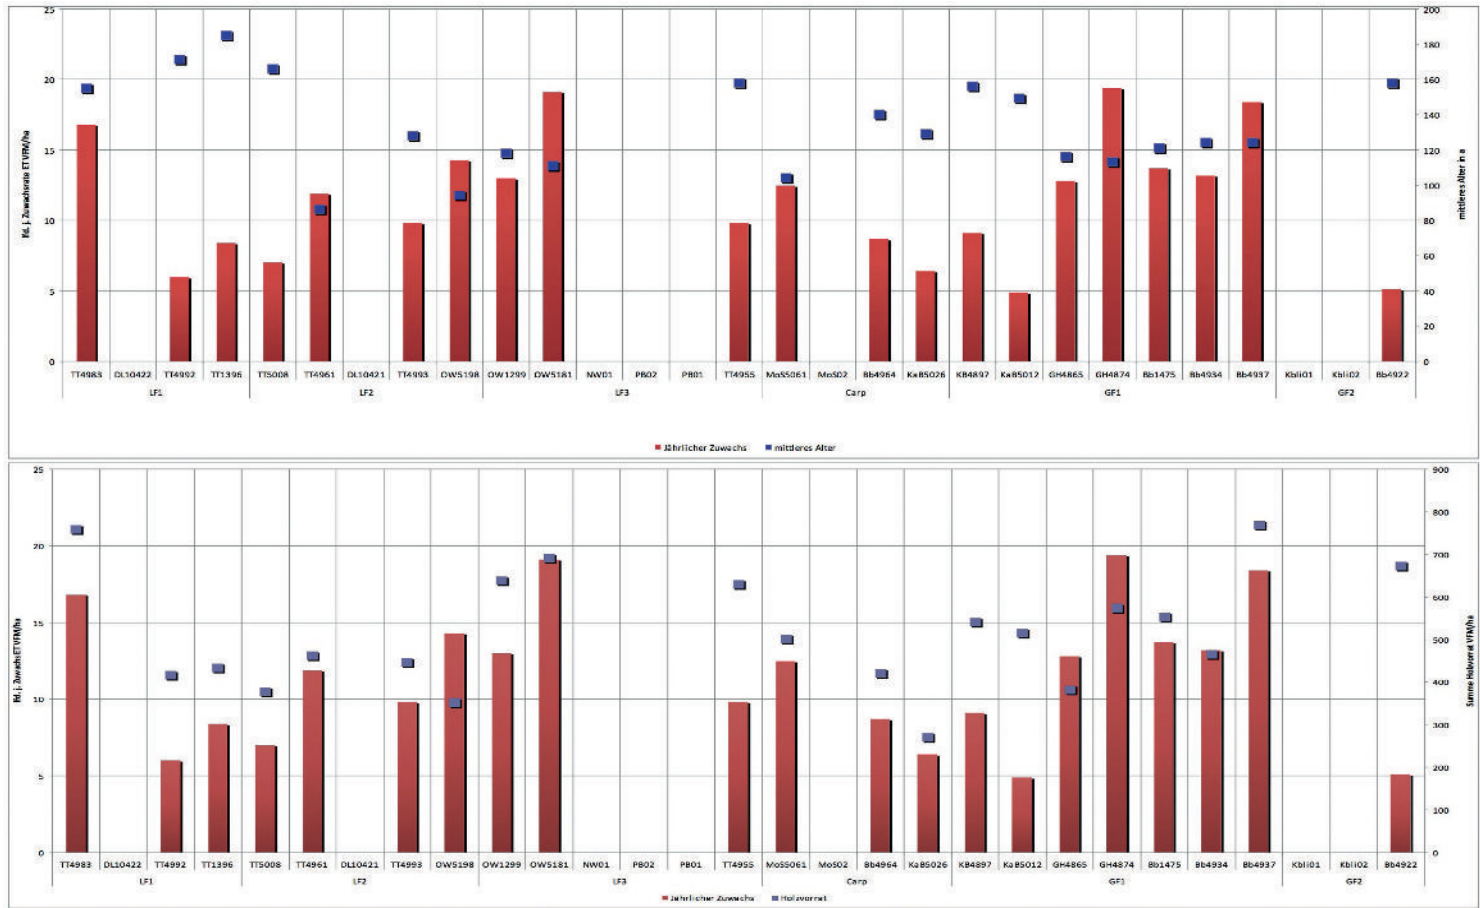 25 200
180
20 160
140
15 120
100
10 80
60
5 40
20
0 0
lfd. j. Zuwachsrate ET VFM/ha
mittleres Alter in a
TT4983 DL10422 TT4992 TT1396 TT5008 TT4961 DL10421 TT4993 OW5198 OW1299 OW5181 NW01 PB02 PB01 TT4955 MoS5061 MoS02 Bb4964 KaB5026 KB4897 KaB5012 GH4865 GH4874 Bb1475 Bb4934 Bb4937 Kbli01 Kbli02 Bb4922
LF1 LF2 LF3 Carp GF1 GF2
Jährlicher Zuwachs mittleres Alter
25 900
800
20 700
600
15 500
10 400
300
5 200
100
0 0
lfd. j. Zuwachs ET VFM/ha
Summe Holzvorrat VFM/ha
TT4983 DL10422 TT4992 TT1396 TT5008 TT4961 DL10421 TT4993 OW5198 OW1299 OW5181 NW01 PB02 PB01 TT4955 MoS5061 MoS02 Bb4964 KaB5026 KB4897 KaB5012 GH4865 GH4874 Bb1475 Bb4934 Bb4937 Kbli01 Kbli02 Bb4922
LF1 LF2 LF3 Carp GF1 GF2
Jährlicher Zuwachs Holzvorrat